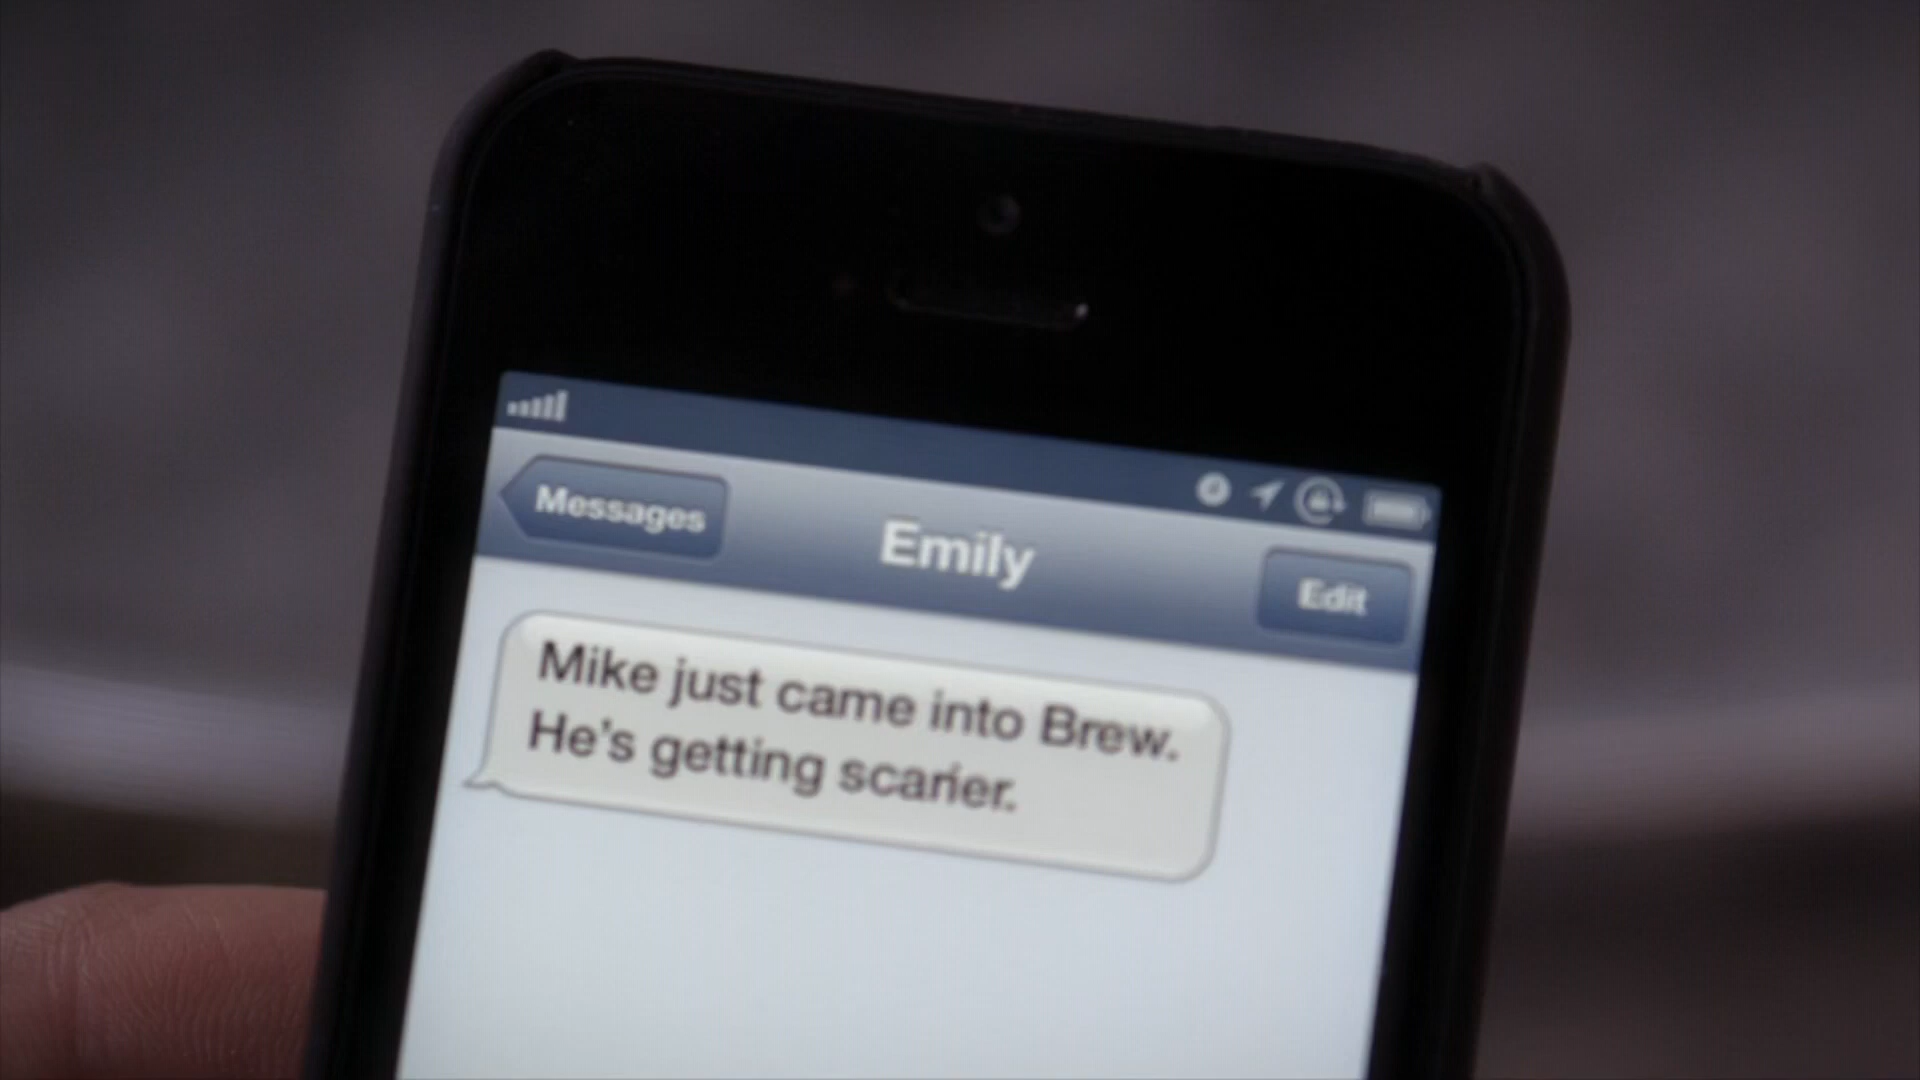 Messages
Emily
Edit
Mike just came into Brew.
He's getting scarier.